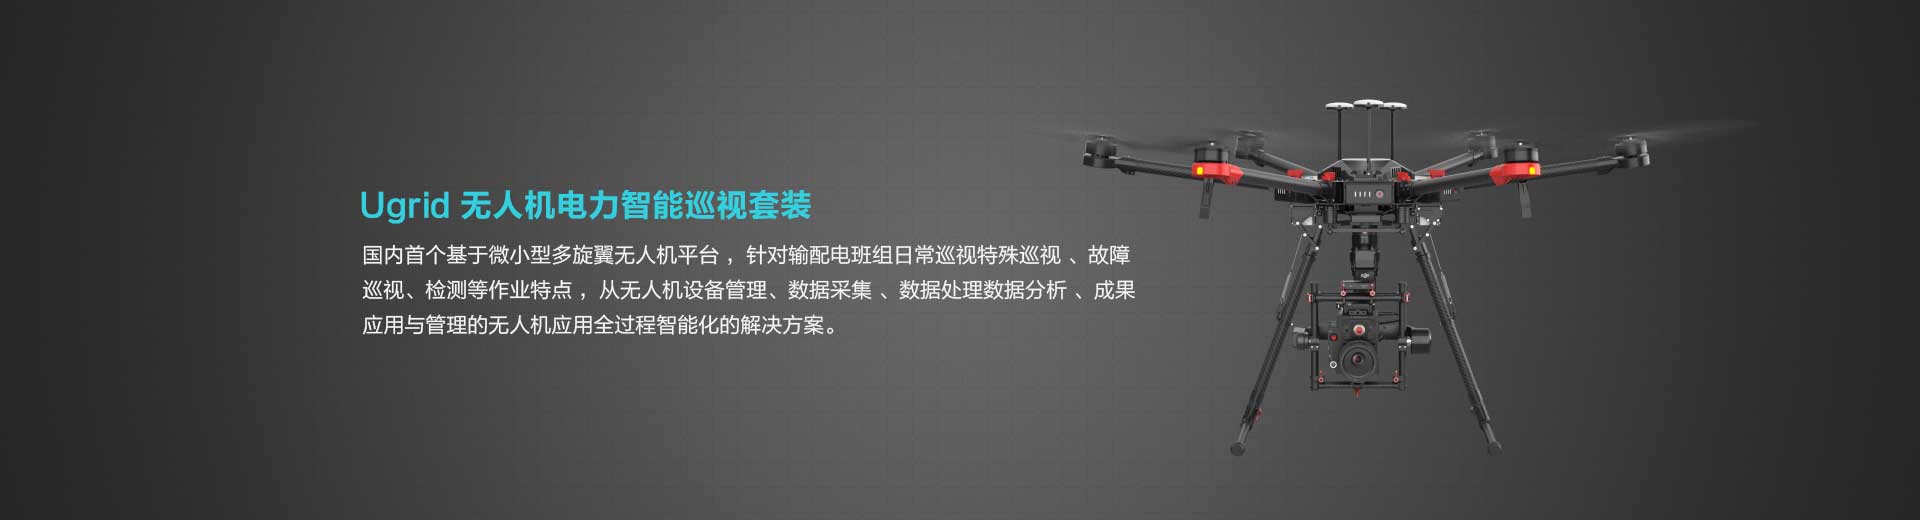 Ugrid 无人机电力智能巡视套装
国内首个基于微小型多旋翼无人机平台 ，针对输配电班组日常巡视特殊巡视 、故障
巡视、检测等作业特点 ，从无人机设备管理、数据采集 、数据处理数据分析 、成果
应用与管理的无人机应用全过程智能化的解决方案。